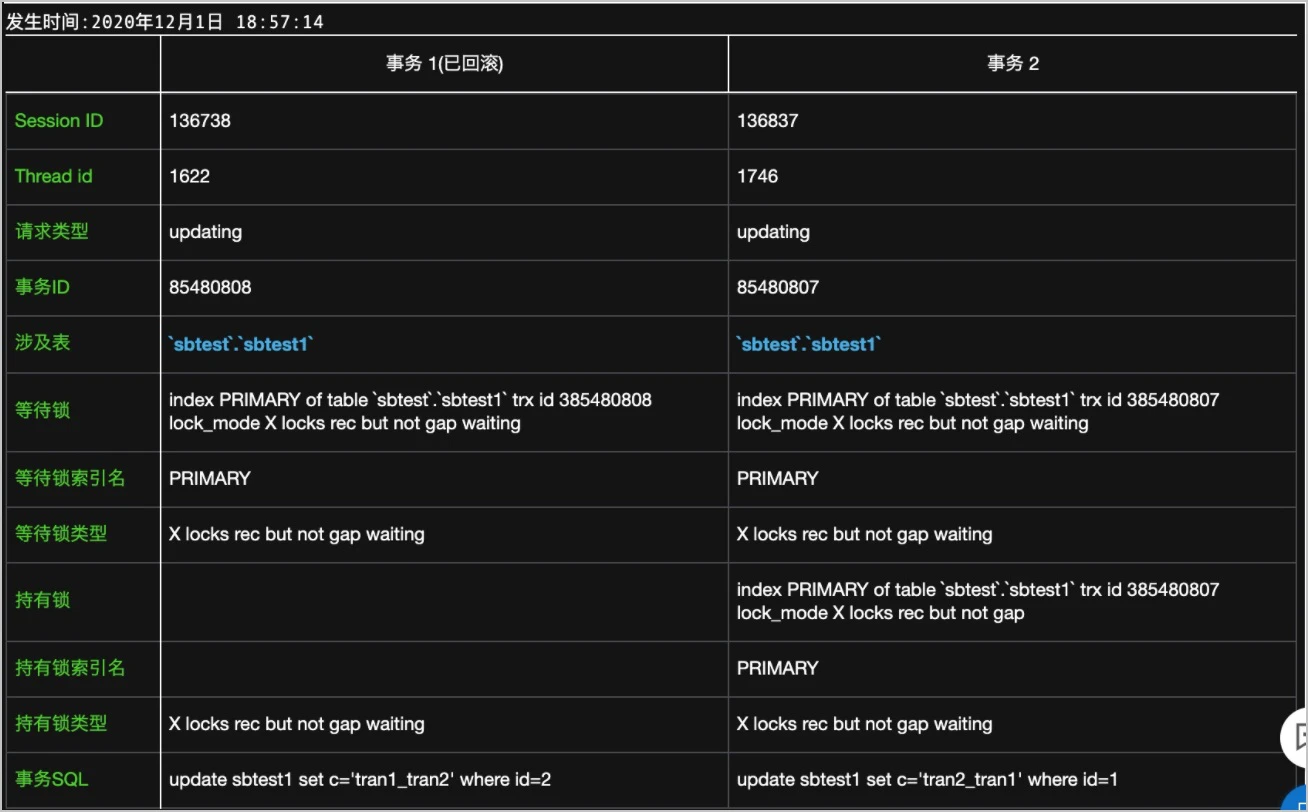 发生时间:2020年12月1日 18:57:14
事务 1(已回滚) 事务 2
Session ID 136738 136837
Thread id 1622 1746
请求类型 updating updating
事务ID 85480808 85480807
涉及表 `sbtest`.`sbtest1` `sbtest`.`sbtest1`
等待锁 index PRIMARY of table `sbtest`.`sbtest1` trx id 385480808 index PRIMARY of table `sbtest`.`sbtest1` trx id 385480807
lock_mode X locks rec but not gap waiting lock_mode X locks rec but not gap waiting
等待锁索引名 PRIMARY PRIMARY
等待锁类型 X locks rec but not gap waiting X locks rec but not gap waiting
持有锁 index PRIMARY of table `sbtest`.`sbtest1` trx id 385480807
lock_mode X locks rec but not gap
持有锁索引名 PRIMARY
持有锁类型 X locks rec but not gap waiting X locks rec but not gap waiting
事务SQL update sbtest1 set c='tran1_tran2' where id=2 update sbtest1 set c='tran2_tran1' where id=1